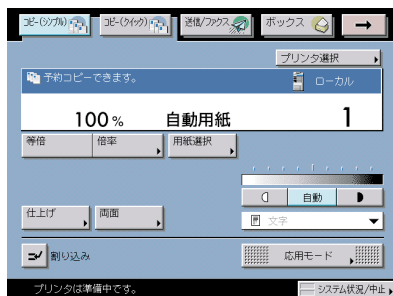 コピー(シンプル)
コピー(クイック)
送信/ファクス
ボックス
プリンタ選択
予約コピーできます。
ローカル
100 %
自動用紙
1
等倍
倍率
用紙選択
自動
仕上げ
両面
文字
割り込み
応用モード
プリンタは準備中です。
システム状況/中止